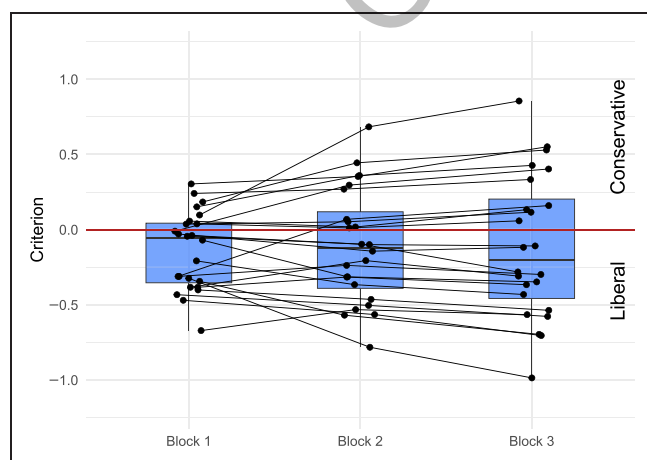 1.0
0.5
0.0
−0.5
−1.0
Criterion
Conservative
Liberal
Block 1
Block 2
Block 3